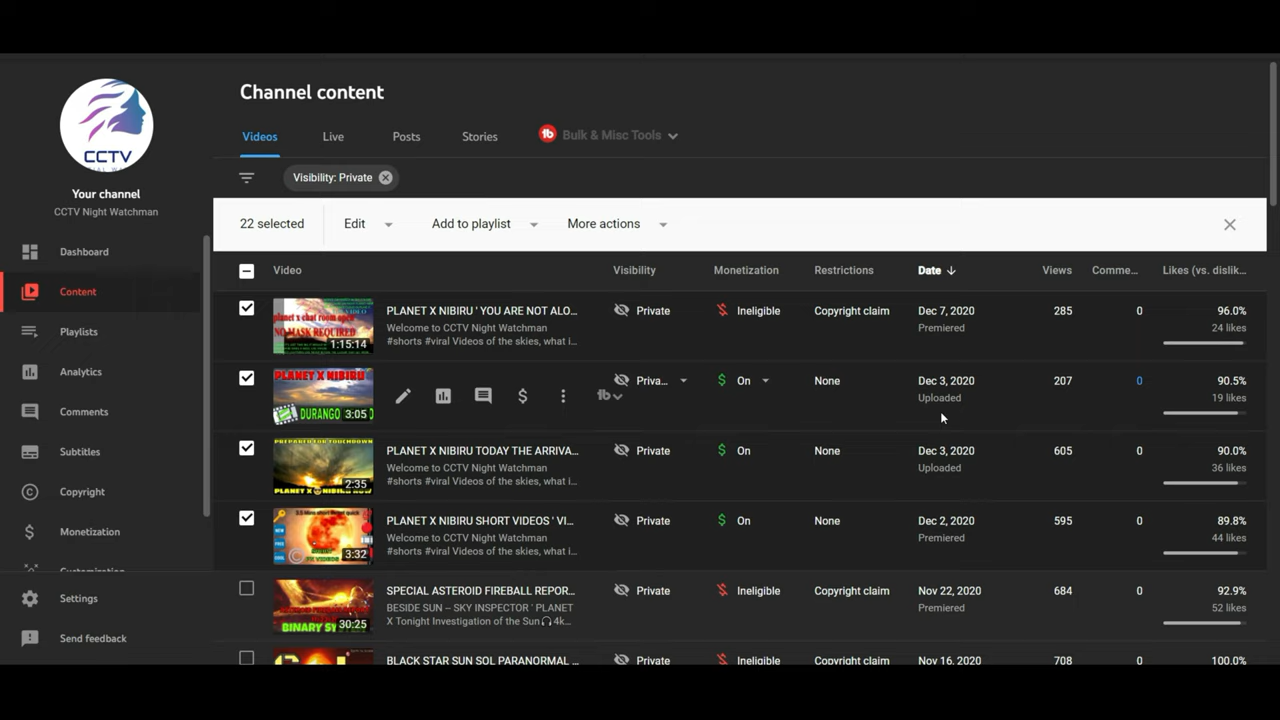 Channel content
Videos
Live
Posts
Stories
Bulk & Misc Tools
Visibility: Private
22 selected
Edit
Add to playlist
More actions
CCTV
Your channel
CCTV Night Watchman
Dashboard
Content
Playlists
Analytics
Comments
Subtitles
Copyright
Monetization
Settings
Send feedback
Video
Visibility
Monetization
Restrictions
Date
Views
Comme...
Likes (vs. dislik...
NO MASK REQUIRED
1:15:14
PLANET X NIBIRU ' YOU ARE NOT ALO...
Welcome to CCTV Night Watchman
#shorts #viral Videos of the skies, what i...
Private
Ineligible
Copyright claim
Dec 7, 2020
Premiered
285
0
96.0%
24 likes
PLANET X NIBIRU
DURANGO
3:05
Priva...
On
None
Dec 3, 2020
Uploaded
207
0
90.5%
19 likes
PREPARED FOR TOUCHDOWN
2:35
PLANET X NIBIRU TODAY THE ARRIVA...
Welcome to CCTV Night Watchman
#shorts #viral Videos of the skies, what i...
Private
On
None
Dec 3, 2020
Uploaded
605
0
90.0%
36 likes
3:32
PLANET X NIBIRU SHORT VIDEOS ' VI...
Welcome to CCTV Night Watchman
#shorts #viral Videos of the skies, what i...
Private
On
None
Dec 2, 2020
Premiered
595
0
89.8%
44 likes
30:25
SPECIAL ASTEROID FIREBALL REPOR...
BESIDE SUN – SKY INSPECTOR ' PLANET
X Tonight Investigation of the Sun🎧4k...
Private
Ineligible
Copyright claim
Nov 22, 2020
Premiered
684
0
92.9%
52 likes
BLACK STAR SUN SOL PARANORMAL ...
Private
Ineligible
Copyright claim
Nov 16, 2020
708
0
100.0%